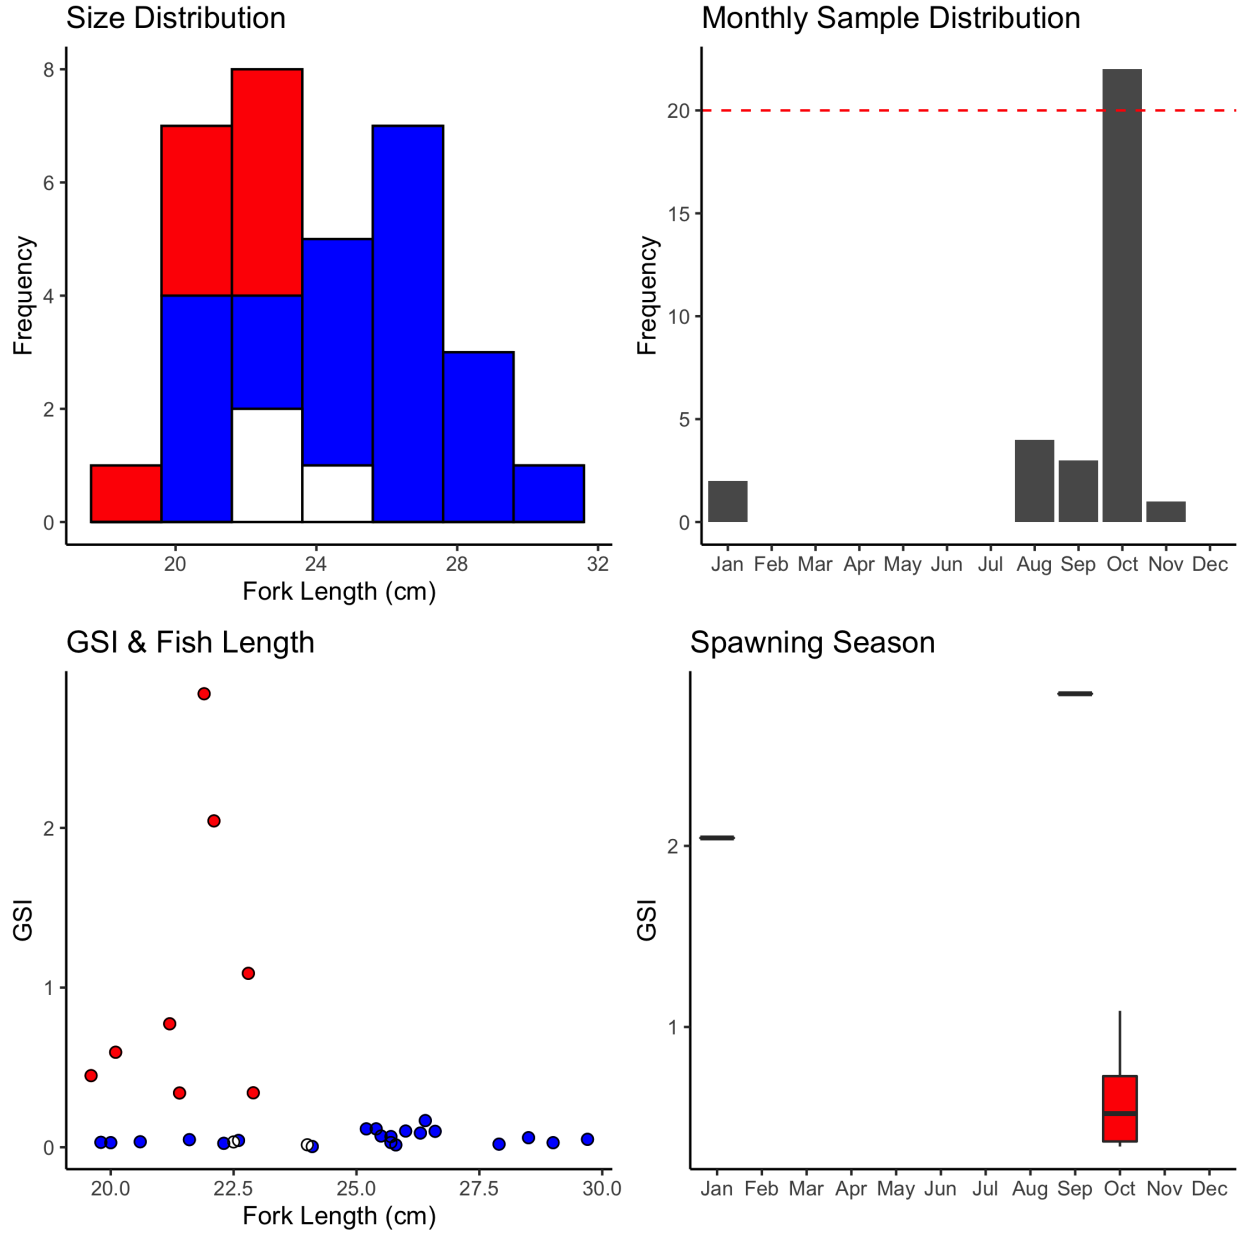 Size Distribution
Frequency
8
6
4
2
0
20 24 28 32
Fork Length (cm)
Monthly Sample Distribution
Frequency
20
15
10
5
0
Jan Feb Mar Apr May Jun Jul Aug Sep Oct Nov Dec
GSI & Fish Length
GSI
2
1
0
20.0 22.5 25.0 27.5 30.0
Fork Length (cm)
Spawning Season
GSI
2
1
Jan Feb Mar Apr May Jun Jul Aug Sep Oct Nov Dec